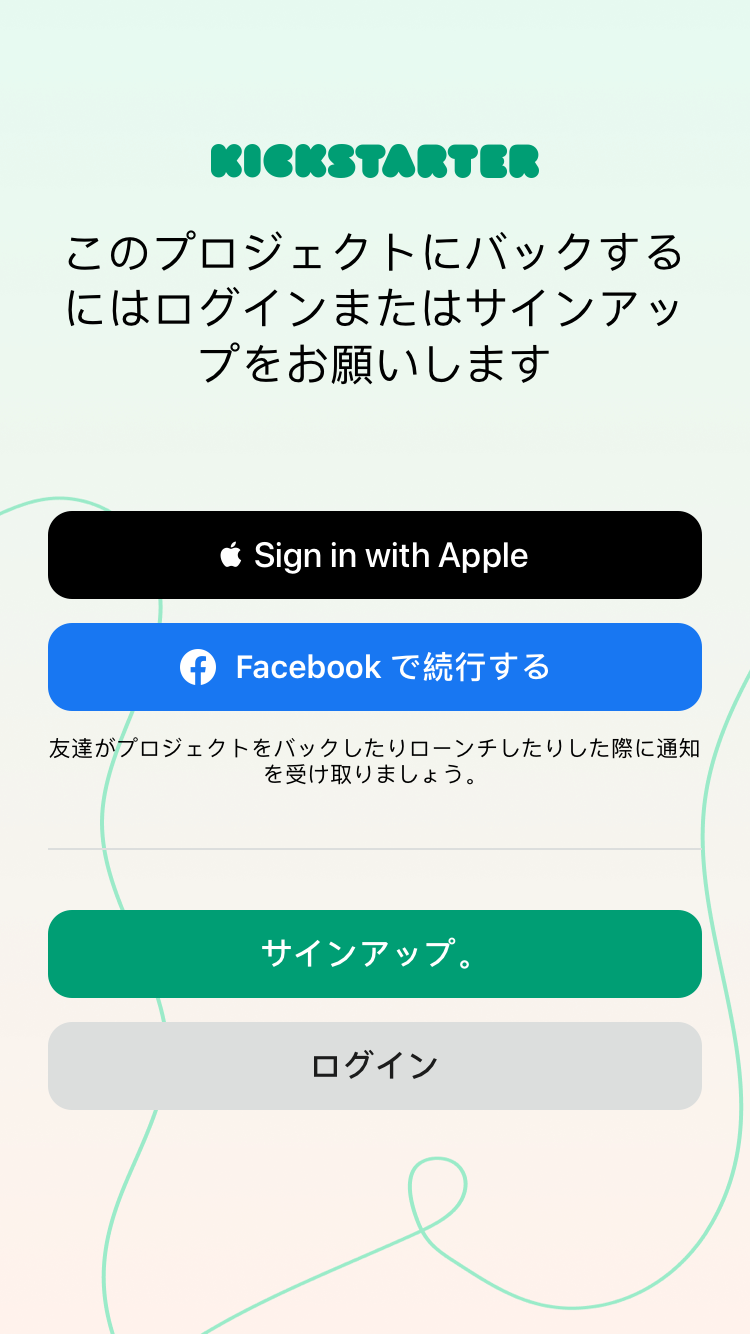 KICKSTARTER
このプロジェクトにバックする
にはログインまたはサインアッ
プをお願いします
Sign in with Apple
Facebook で続行する
友達がプロジェクトをバックしたりローンチしたりした際に通知
を受け取りましょう。
サインアップ。
ログイン